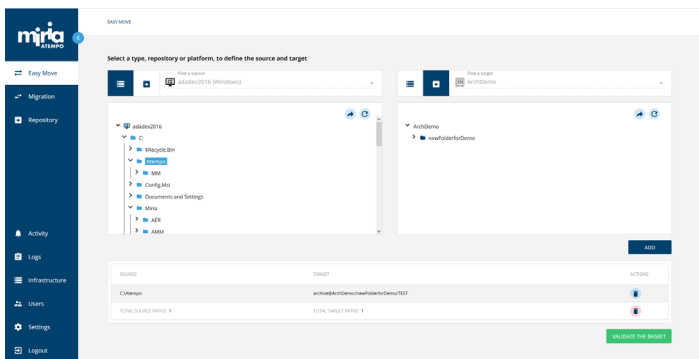 miria
ATEMPO
Easy Move
Migration
Repository
Activity
Logs
Infrastructure
Users
Settings
Logout
EASY MOVE
Select a type, repository or platform, to define the source and target
Find a source
adadev2016 (Windows)
Find a target
ArchDemo
adadev2016
C:
$Recycle.Bin
Atempo
MM
Config.Msi
Documents and Settings
Miria
AER
AMM
ArchDemo
newFolderforDemo
ADD
SOURCE TARGET ACTIONS
C:\Atempo archive@ArchDemo:/newFolderforDemo/TEST
TOTAL SOURCE PATHS 1 TOTAL TARGET PATHS 1
VALIDATE THE BASKET